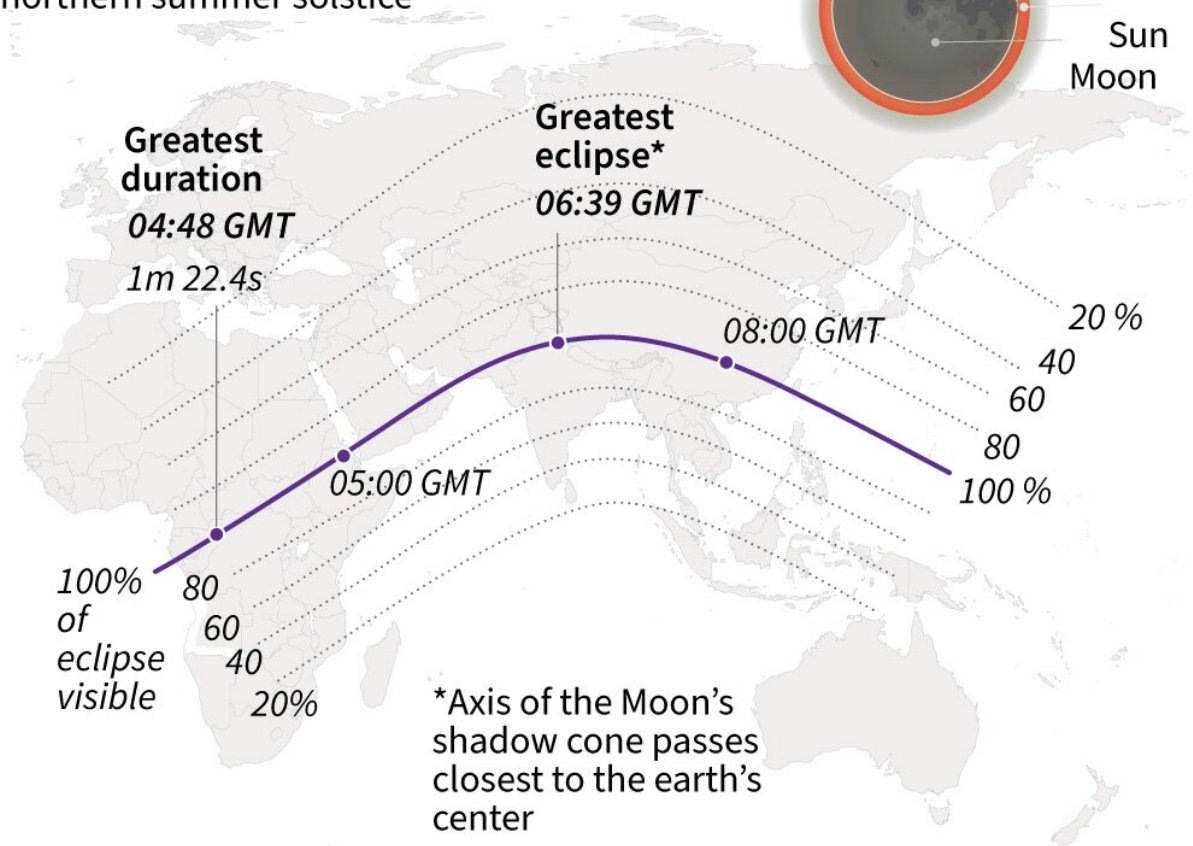 northern summer solstice
Sun
Moon
Greatest
eclipse*
06:39 GMT
Greatest
duration
04:48 GMT
1m 22.4s
08:00 GMT
20 %
40
60
80
100 %
05:00 GMT
100%
of
eclipse
visible
80
60
40
20%
*Axis of the Moon's
shadow cone passes
closest to the earth's
center